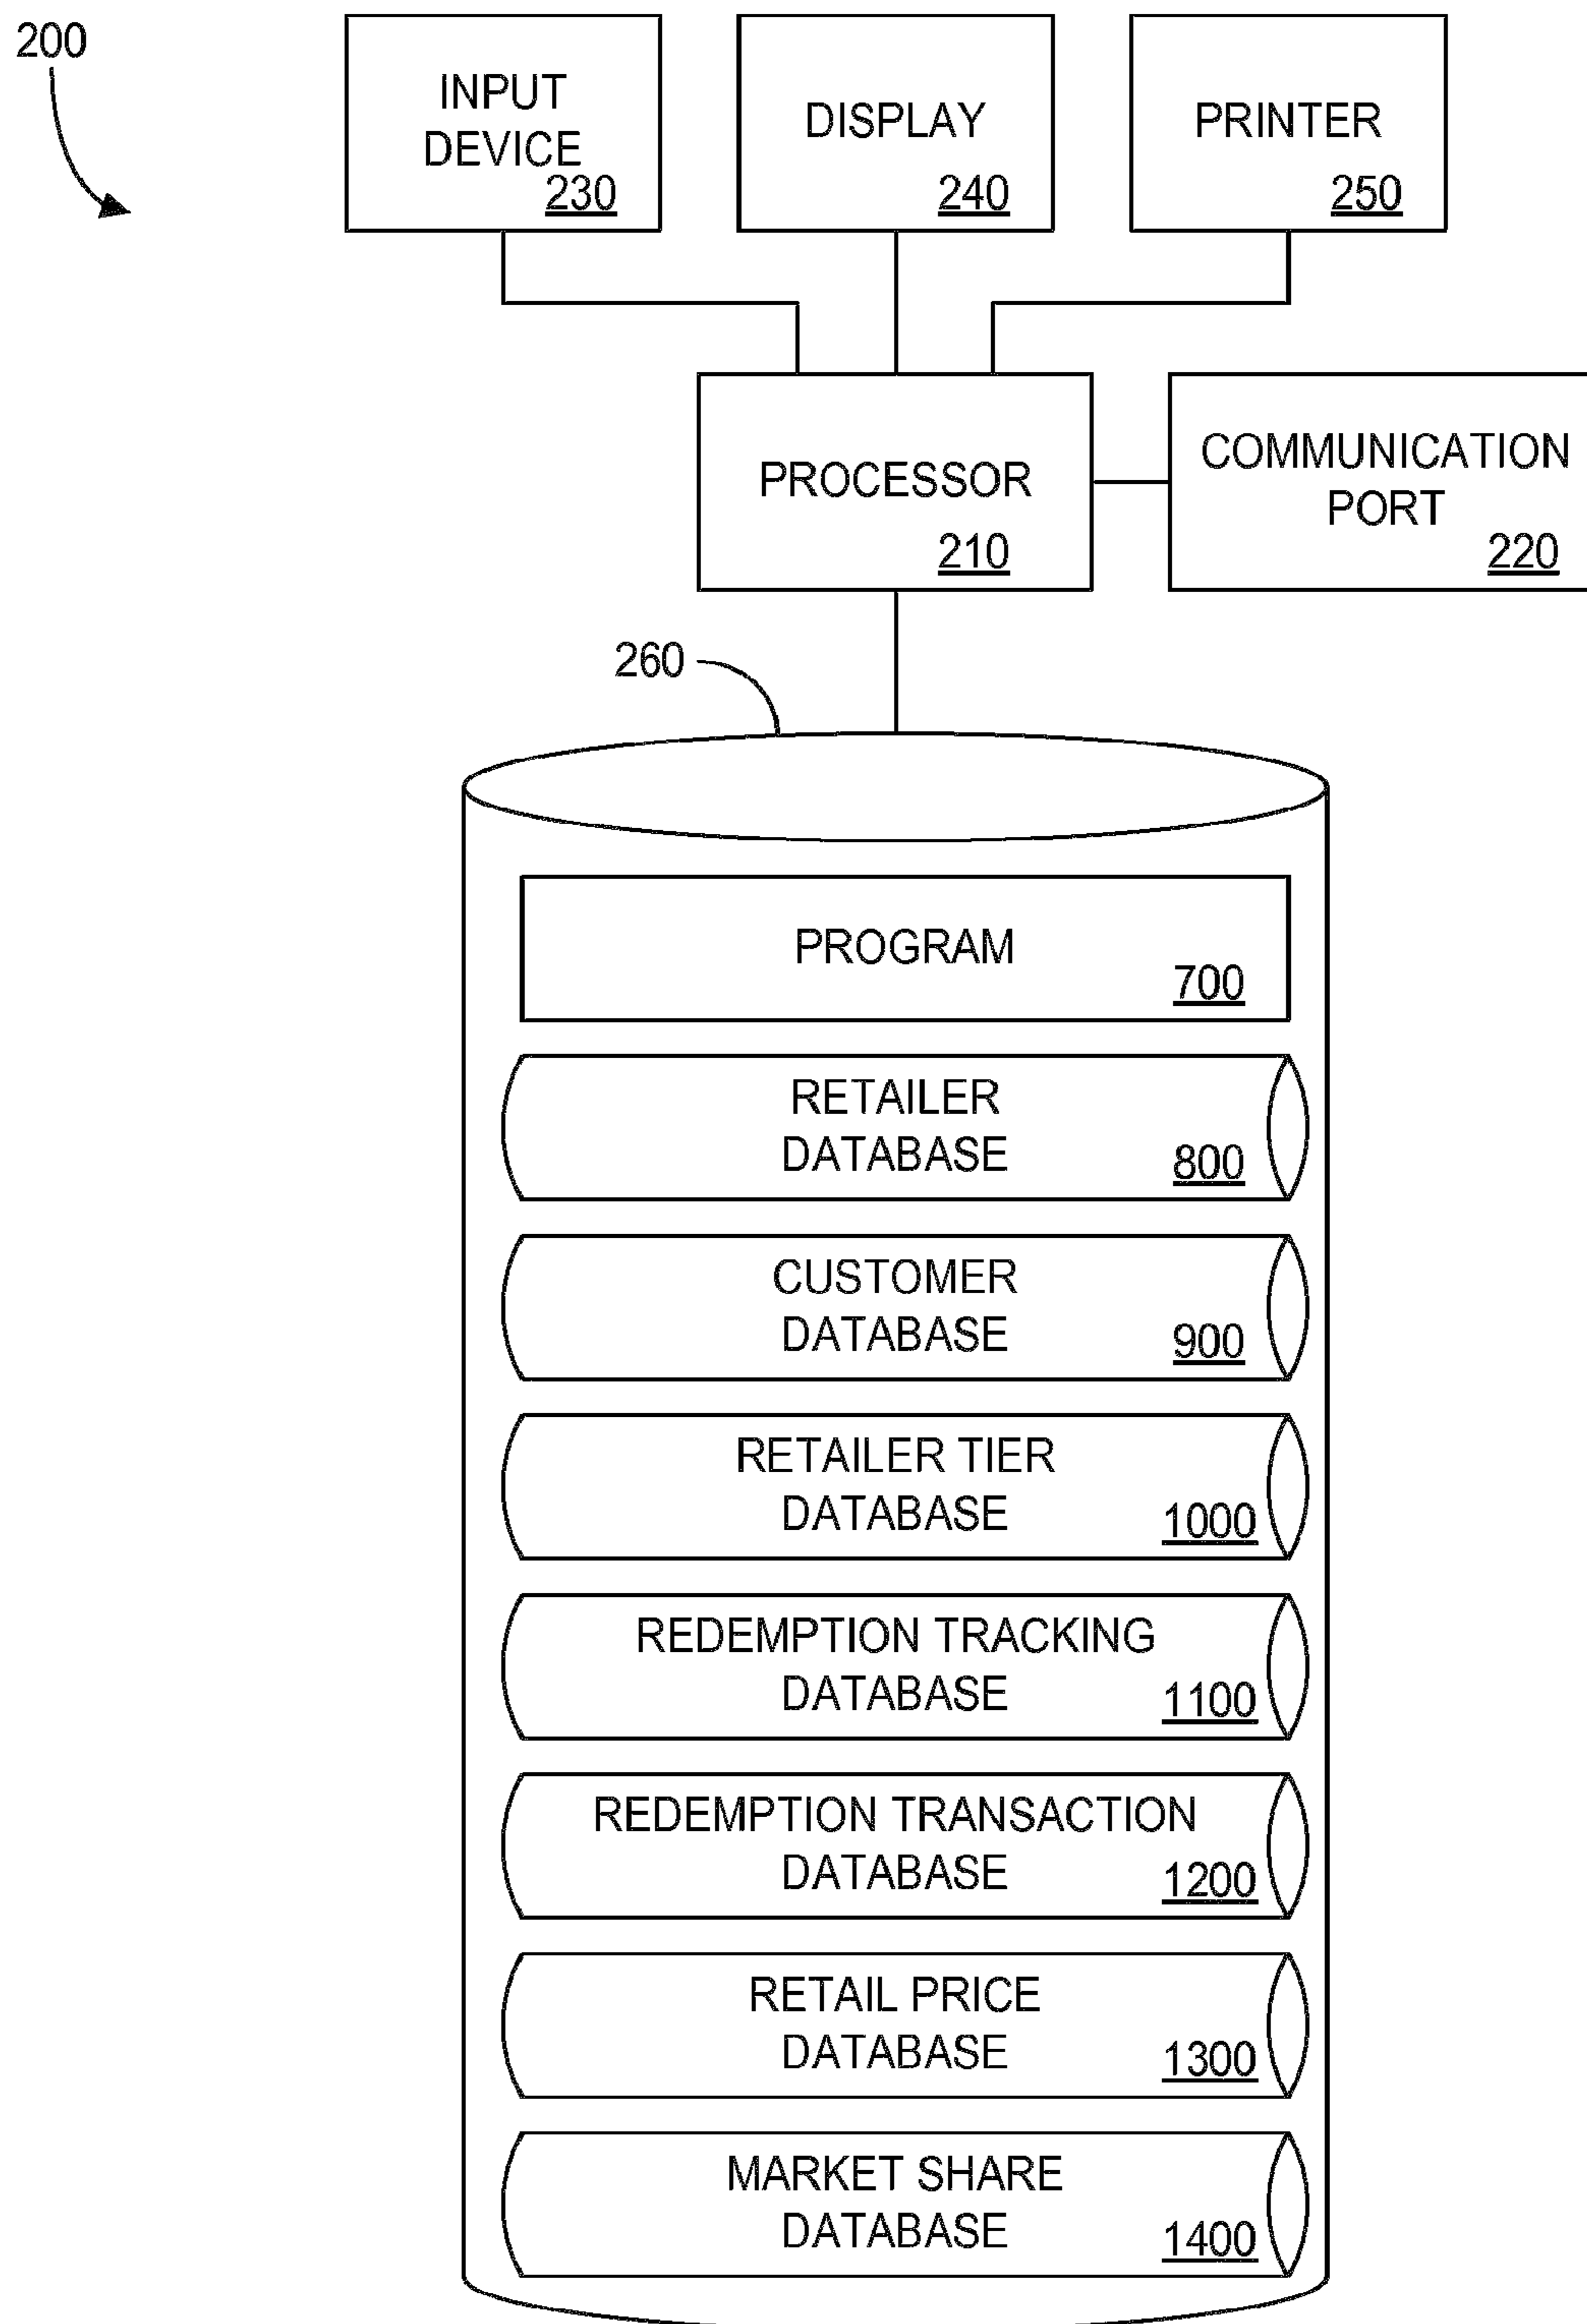 200
INPUT
DEVICE
230
DISPLAY
240
PRINTER
250
PROCESSOR
210
COMMUNICATION
PORT
220
260
PROGRAM
700
RETAILER
DATABASE
800
CUSTOMER
DATABASE
900
RETAILER TIER
DATABASE
1000
REDEMPTION TRACKING
DATABASE
1100
REDEMPTION TRANSACTION
DATABASE
1200
RETAIL PRICE
DATABASE
1300
MARKET SHARE
DATABASE
1400